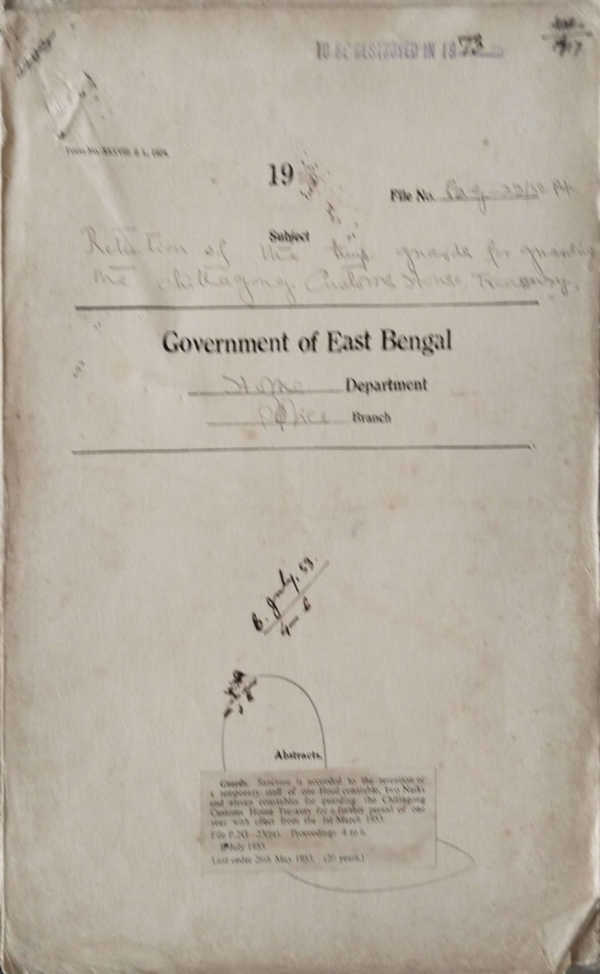 TO BE DESTROYED IN 1973
19
File No.
Subject
Retention of the temp. guards for guarding
the Chittagong Customs House Treasury.
Government of East Bengal
Home Department
Police Branch
B. July. 53.
4-6
Abstracts.
Guards. Sanction is accorded to the retention of
a temporary staff of one Head constable, two Naiks
and eleven constables for guarding the Chittagong
Customs House Treasury for a further period of one
year with effect from the 1st March 1953.
Proceedings 4 to 6.
July 1953.
Last order 26th May 1953. (20 years.)